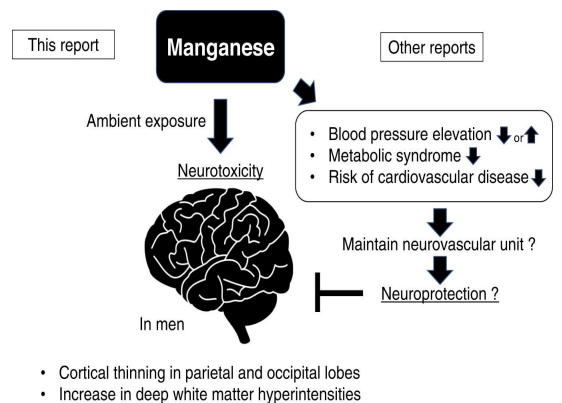 This report
Manganese
Other reports
Ambient exposure
Neurotoxicity
• Blood pressure elevation ⬇ or ⬆
• Metabolic syndrome ⬇
• Risk of cardiovascular disease ⬇
Maintain neurovascular unit ?
Neuroprotection ?
In men
• Cortical thinning in parietal and occipital lobes
• Increase in deep white matter hyperintensities